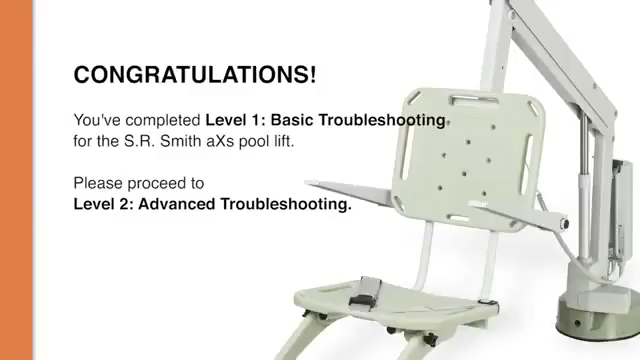 CONGRATULATIONS!
You've completed Level 1: Basic Troubleshooting
for the S.R. Smith aXs pool lift.
Please proceed to
Level 2: Advanced Troubleshooting.